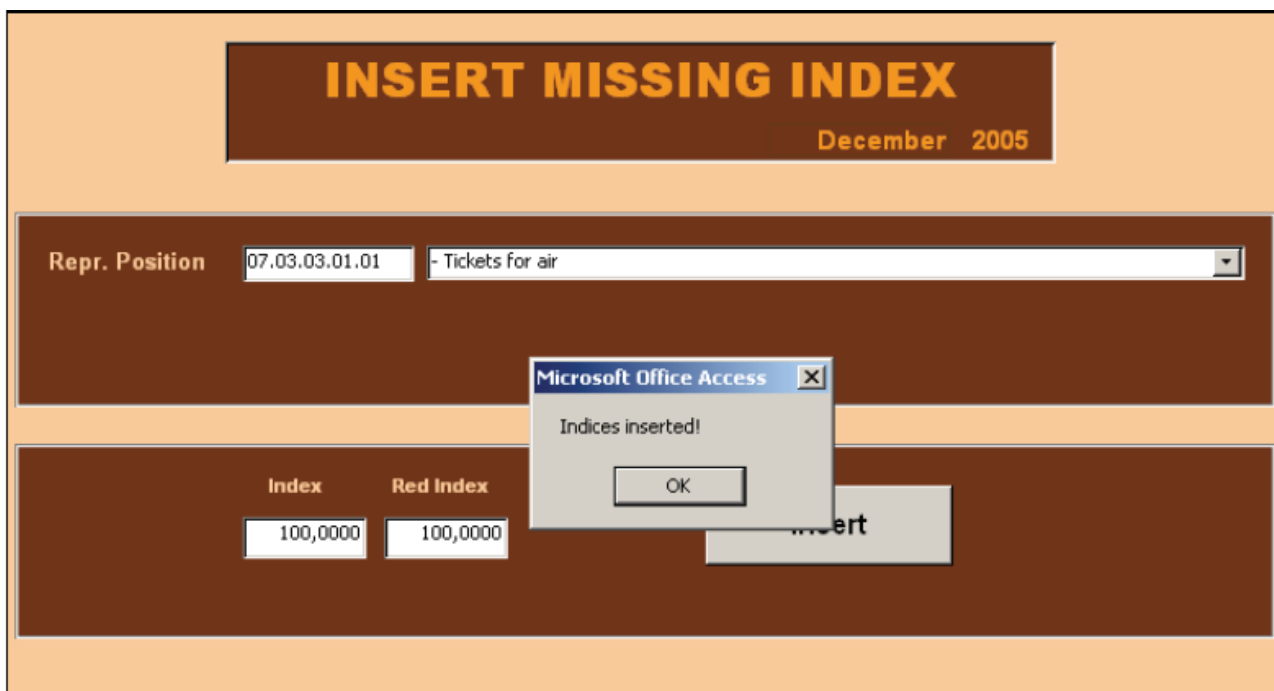 INSERT MISSING INDEX
December 2005
Repr. Position 07.03.03.01.01 - Tickets for air
Microsoft Office Access
Indices inserted!
OK
Index Red Index
100,0000 100,0000